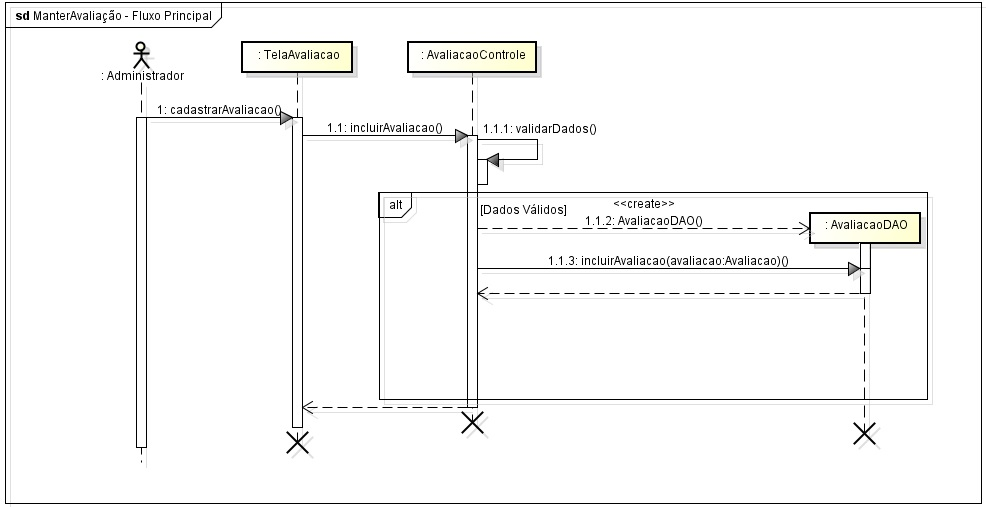 sd ManterAvaliação - Fluxo Principal
: Administrador
: TelaAvaliacao
: AvaliacaoControle
1: cadastrarAvaliacao()
1.1: incluirAvaliacao()
1.1.1: validarDados()
alt
[Dados Válidos]
<<create>>
1.1.2: AvaliacaoDAO()
: AvaliacaoDAO
1.1.3: incluirAvaliacao(avaliacao:Avaliacao)()